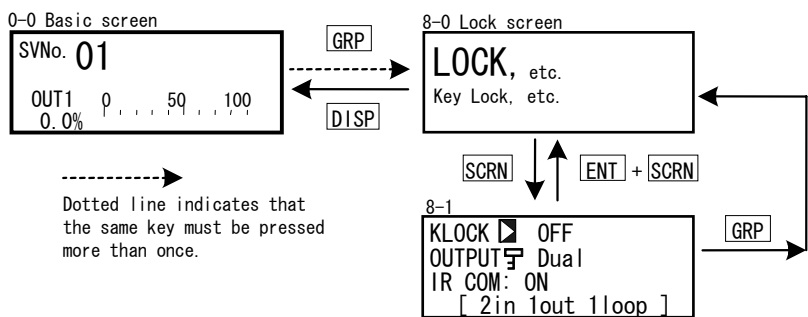 0-0 Basic screen
SVNo. 01
OUT1 0 50 100
0.0%
GRP
DISP
8-0 Lock screen
LOCK, etc.
Key Lock, etc.
Dotted line indicates that
the same key must be pressed
more than once.
SCRN
ENT + SCRN
8-1
KLOCK OFF
OUTPUT Dual
IR COM: ON
[ 2in 1out 1loop ]
GRP